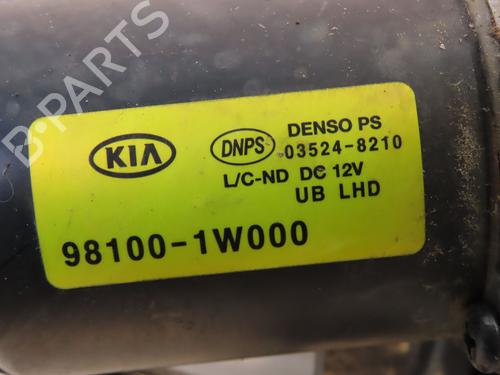 KIA
DNPS
DENSO PS
03524-8210
L/C-ND DC 12V
UB LHD
98100-1W000
B-PARTS